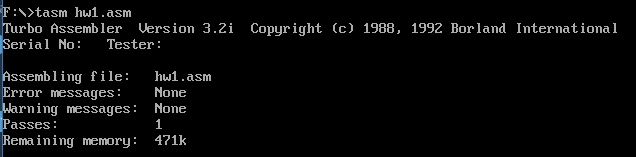 F:\>tasm hw1.asm
Turbo Assembler  Version 3.2i  Copyright (c) 1988, 1992 Borland International
Serial No:   Tester:
Assembling file:   hw1.asm
Error messages:    None
Warning messages:  None
Passes:            1
Remaining memory:  471k